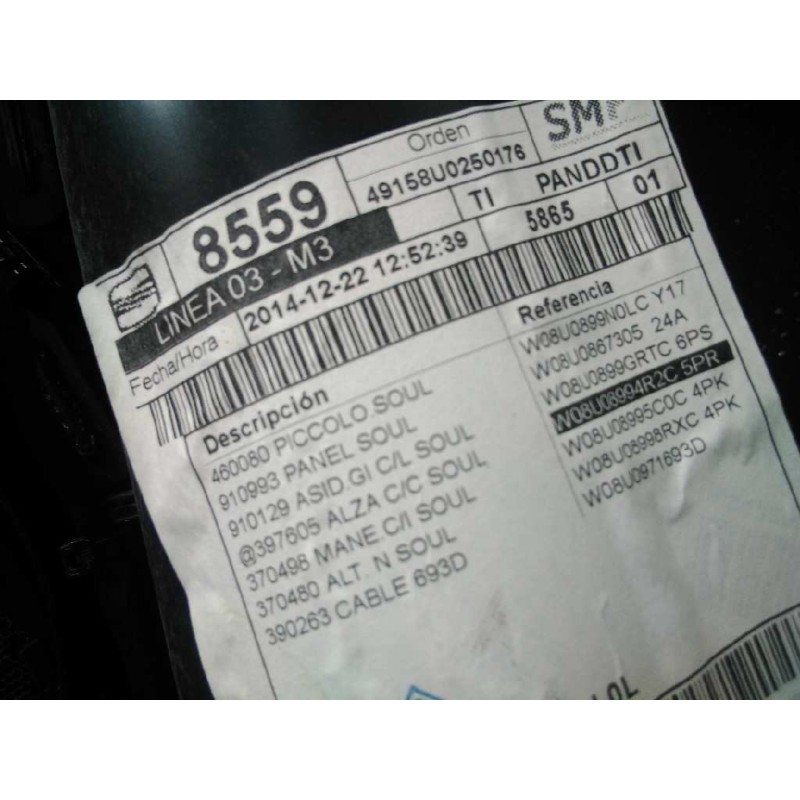 8559
Orden
49158U0250176
SM
LINEA 03 - M3
TI PANDDTI
Fecha/Hora :
2014-12-22 12:52:39
5865
01
Descripción
460080 PICCOLO.SOUL
910993 PANEL SOUL
910129 ASID.GI C/L SOUL
@397605 ALZA C/C SOUL
370498 MANE C/I SOUL
370480 ALT. N SOUL
390263 CABLE 693D
Referencia
W08U0899N0LC Y17
W08U0867305 24A
W08U0899GRTC 6PS
W08U08994R2C 5PR
W08U08995C0C 4PK
W08U08998RXC 4PK
W08U0971693D